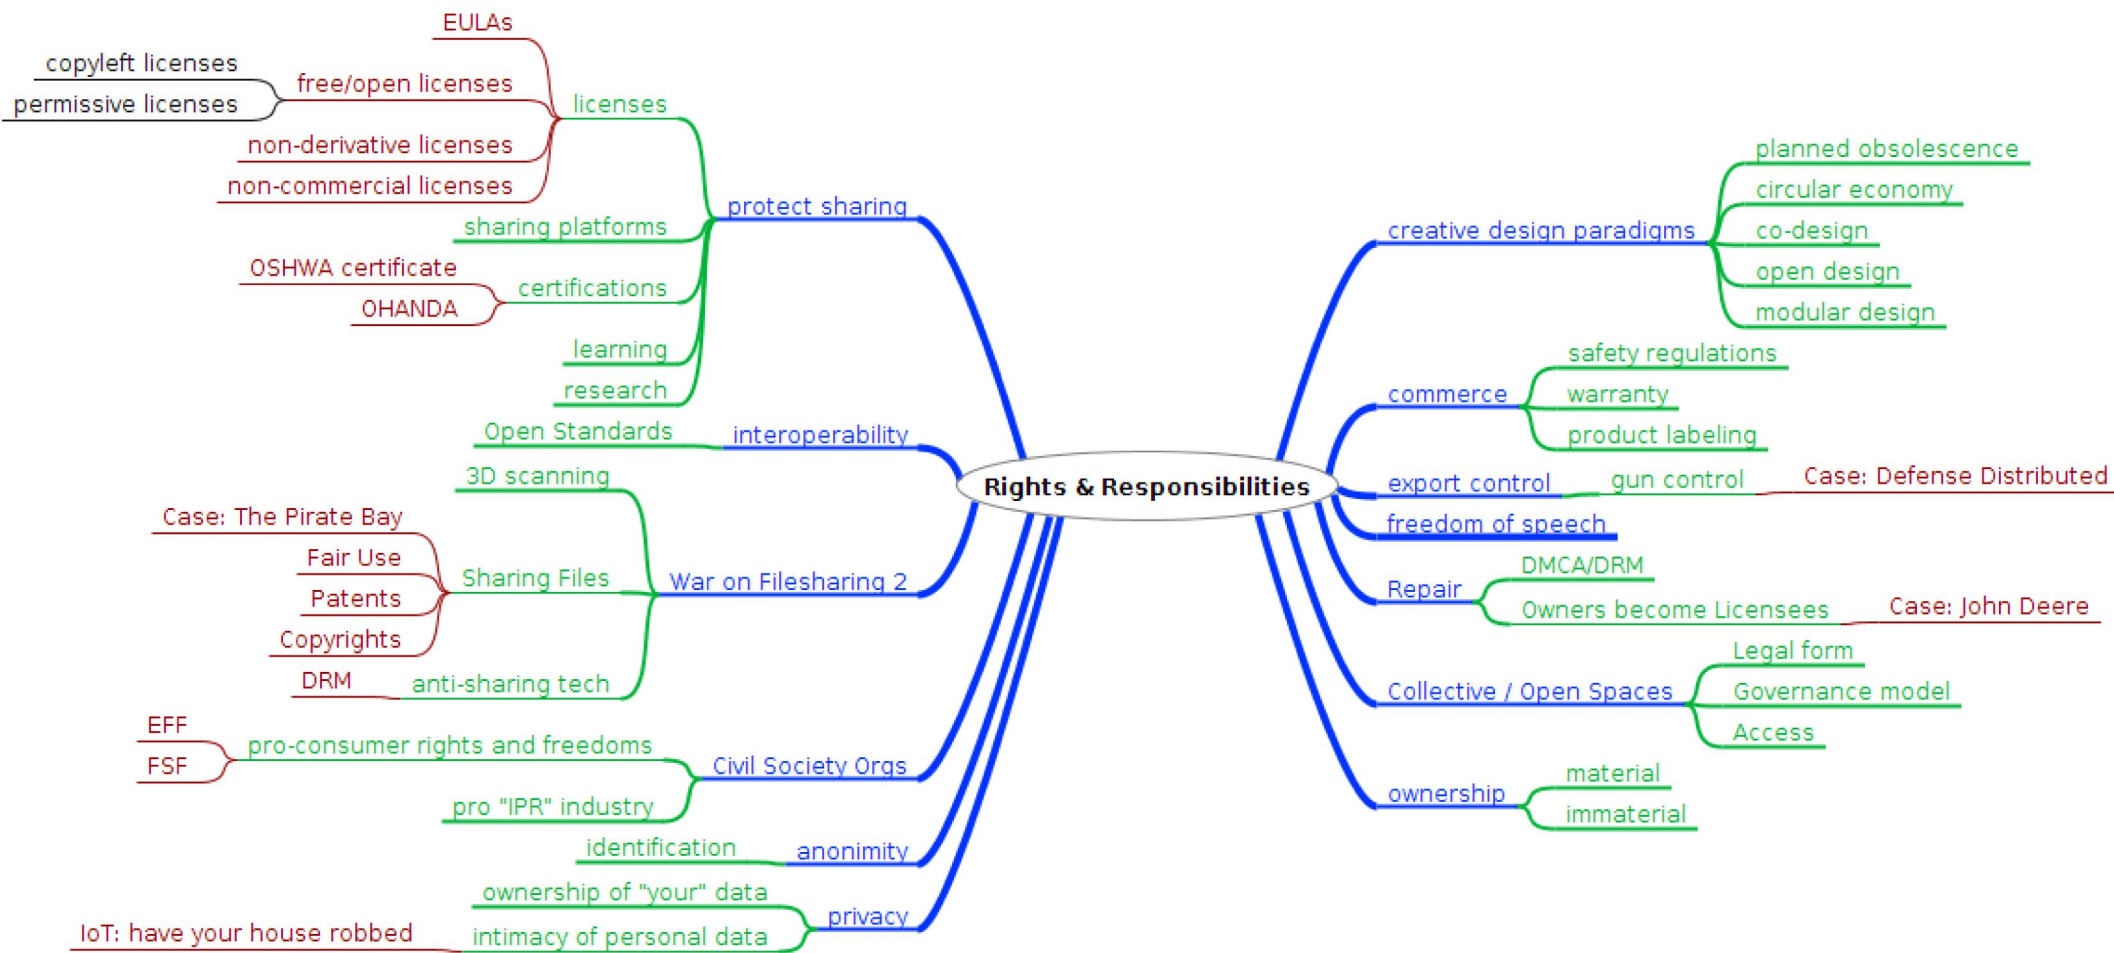 Rights & Responsibilities
protect sharing
licenses
EULAs
free/open licenses
copyleft licenses
permissive licenses
non-derivative licenses
non-commercial licenses
sharing platforms
certifications
OSHWA certificate
OHANDA
learning
research
interoperability
Open Standards
War on Filesharing 2
3D scanning
Sharing Files
Case: The Pirate Bay
Fair Use
Patents
Copyrights
anti-sharing tech
DRM
Civil Society Orgs
pro-consumer rights and freedoms
EFF
FSF
pro "IPR" industry
anonimity
identification
privacy
ownership of "your" data
intimacy of personal data
IoT: have your house robbed
creative design paradigms
planned obsolescence
circular economy
co-design
open design
modular design
commerce
safety regulations
warranty
product labeling
export control
gun control
Case: Defense Distributed
freedom of speech
Repair
DMCA/DRM
Owners become Licensees
Case: John Deere
Collective / Open Spaces
Legal form
Governance model
Access
ownership
material
immaterial